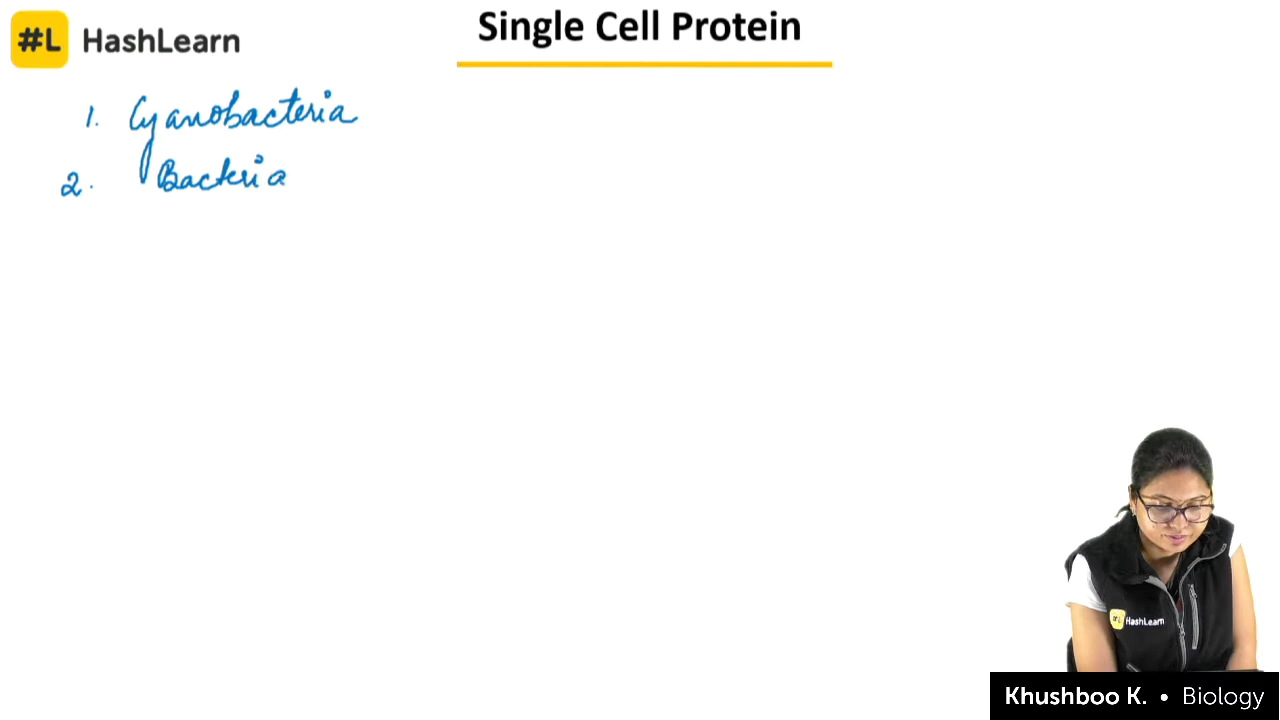 #L HashLearn
Single Cell Protein
1. Cyanobacteria
2. Bacteria
#L HashLearn
Khushboo K. • Biology